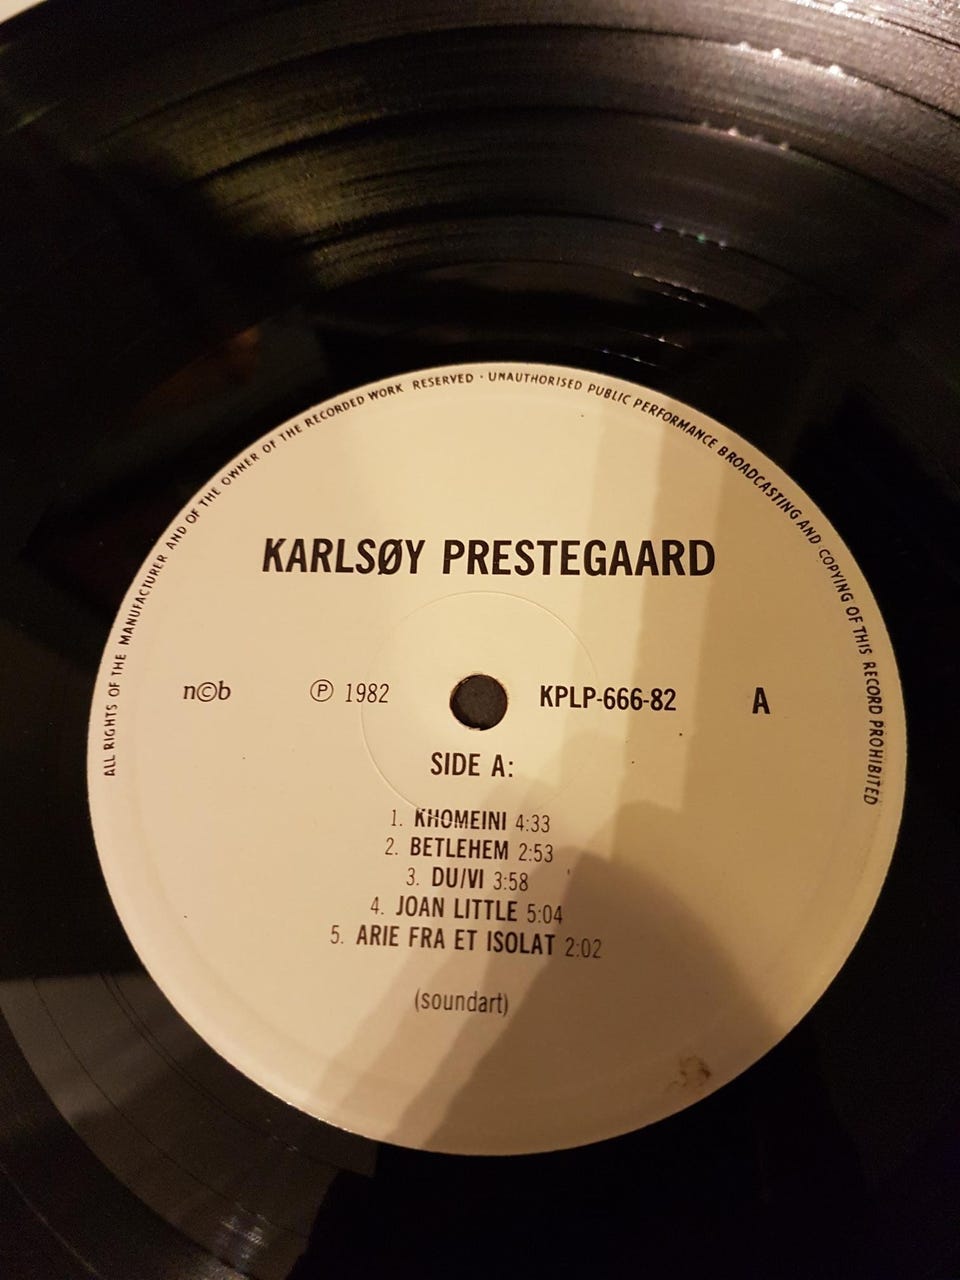 ALL RIGHTS OF THE MANUFACTURER AND OF THE OWNER OF THE RECORDED WORK RESERVED · UNAUTHORISED PUBLIC PERFORMANCE BROADCASTING AND COPYING OF THIS RECORD PROHIBITED
KARLSØY PRESTEGAARD
n©b ℗ 1982 KPLP-666-82 A
SIDE A:
1. KHOMEINI 4:33
2. BETLEHEM 2:53
3. DU/VI 3:58
4. JOAN LITTLE 5:04
5. ARIE FRA ET ISOLAT 2:02
(soundart)